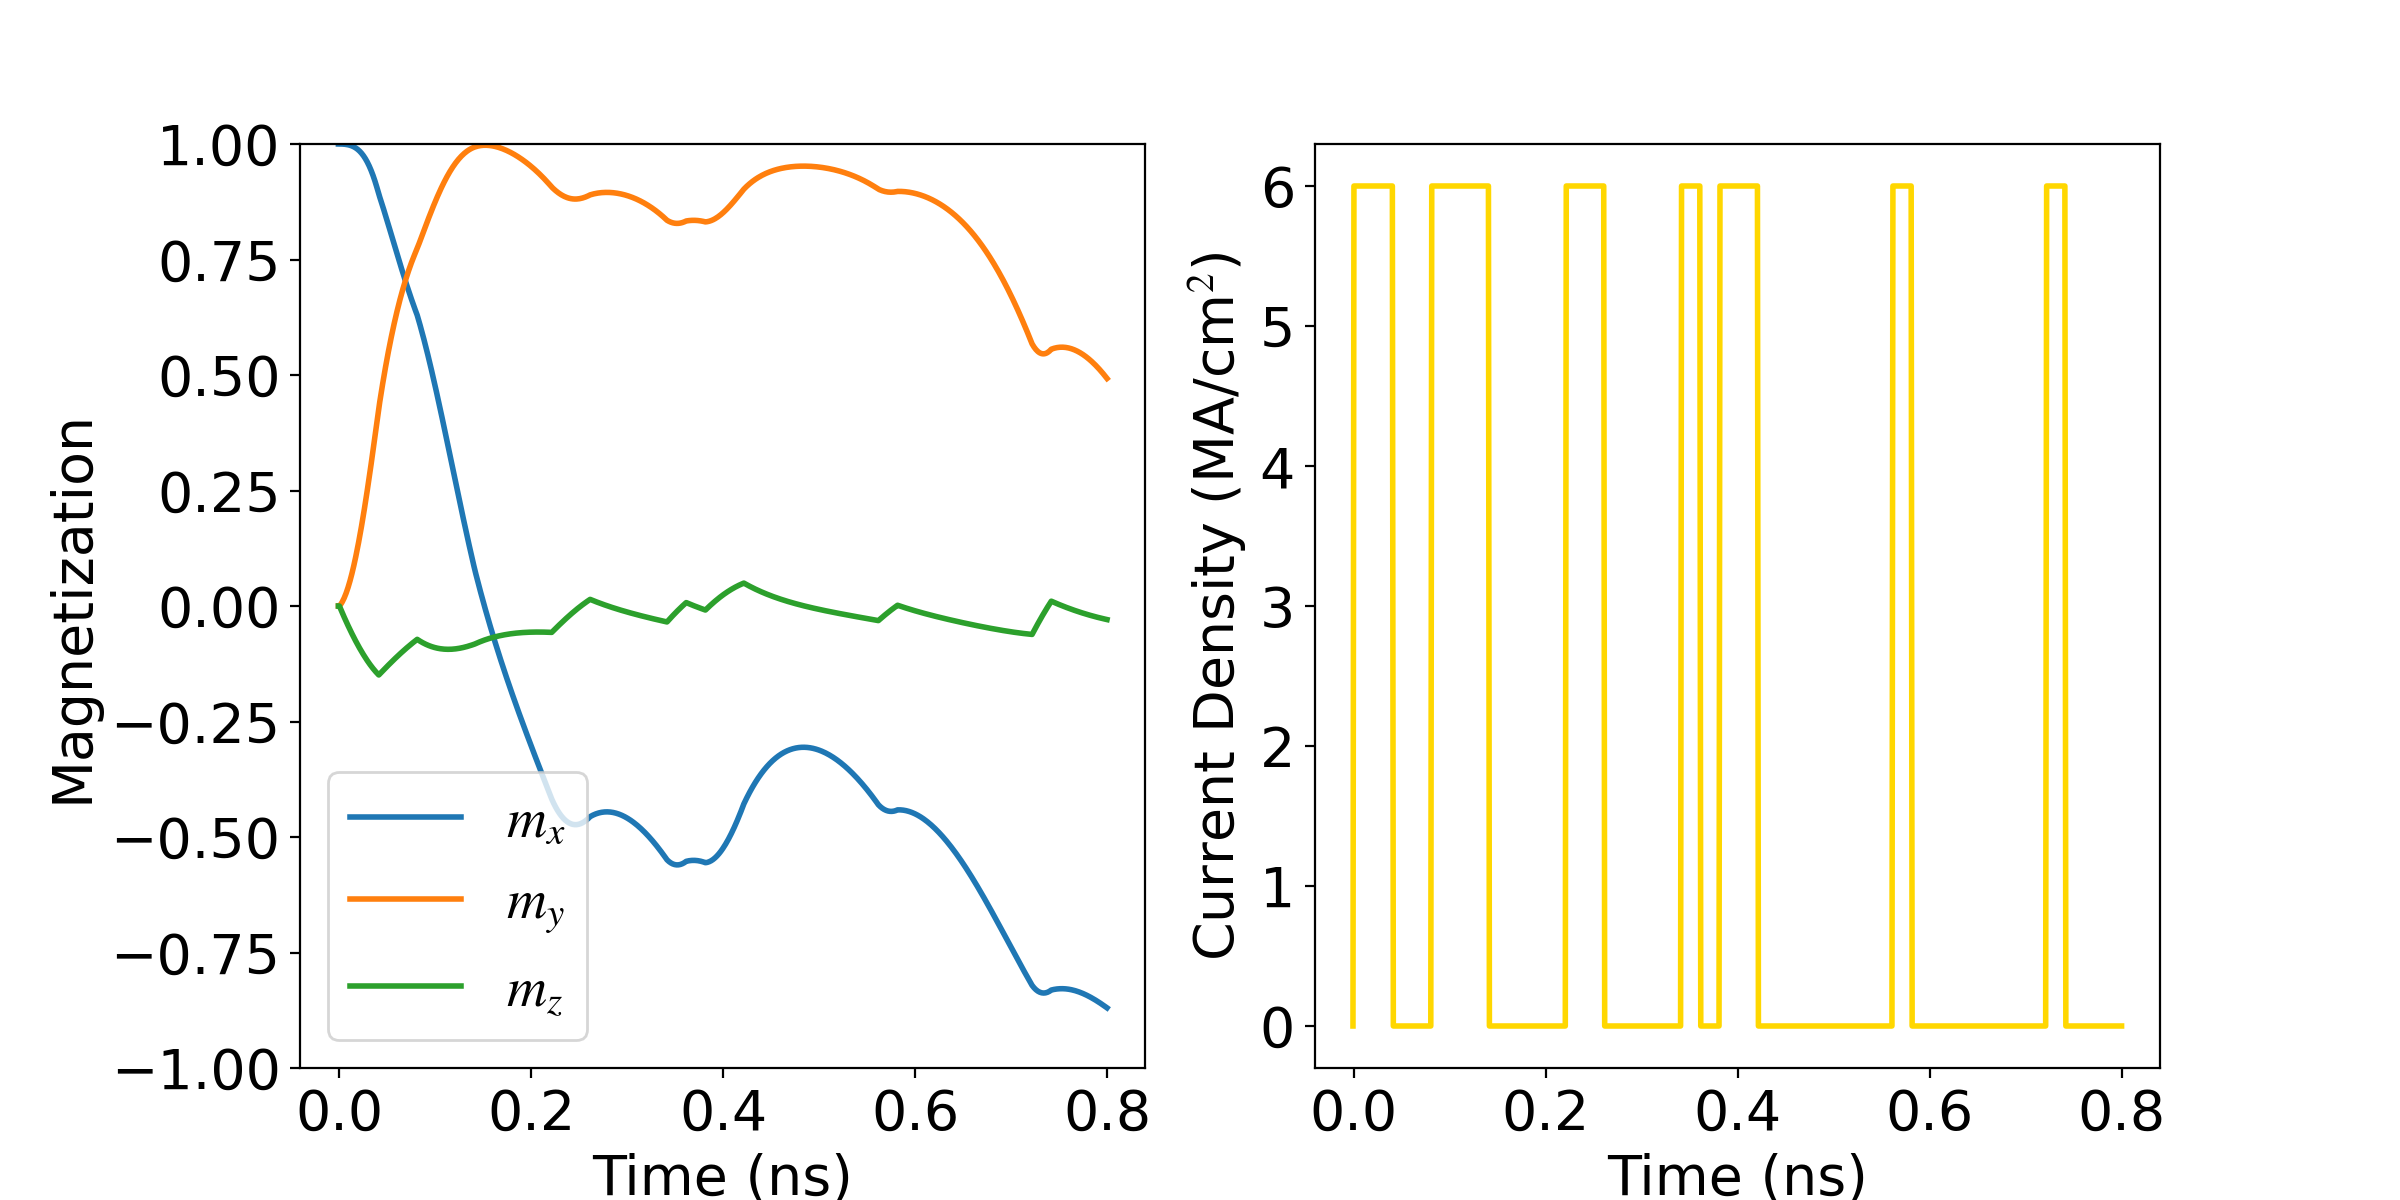 Magnetization
1.00
0.75
0.50
0.25
0.00
−0.25
−0.50
−0.75
−1.00
m_x
m_y
m_z
0.0 0.2 0.4 0.6 0.8
Time (ns)
Current Density (MA/cm²)
6
5
4
3
2
1
0
0.0 0.2 0.4 0.6 0.8
Time (ns)